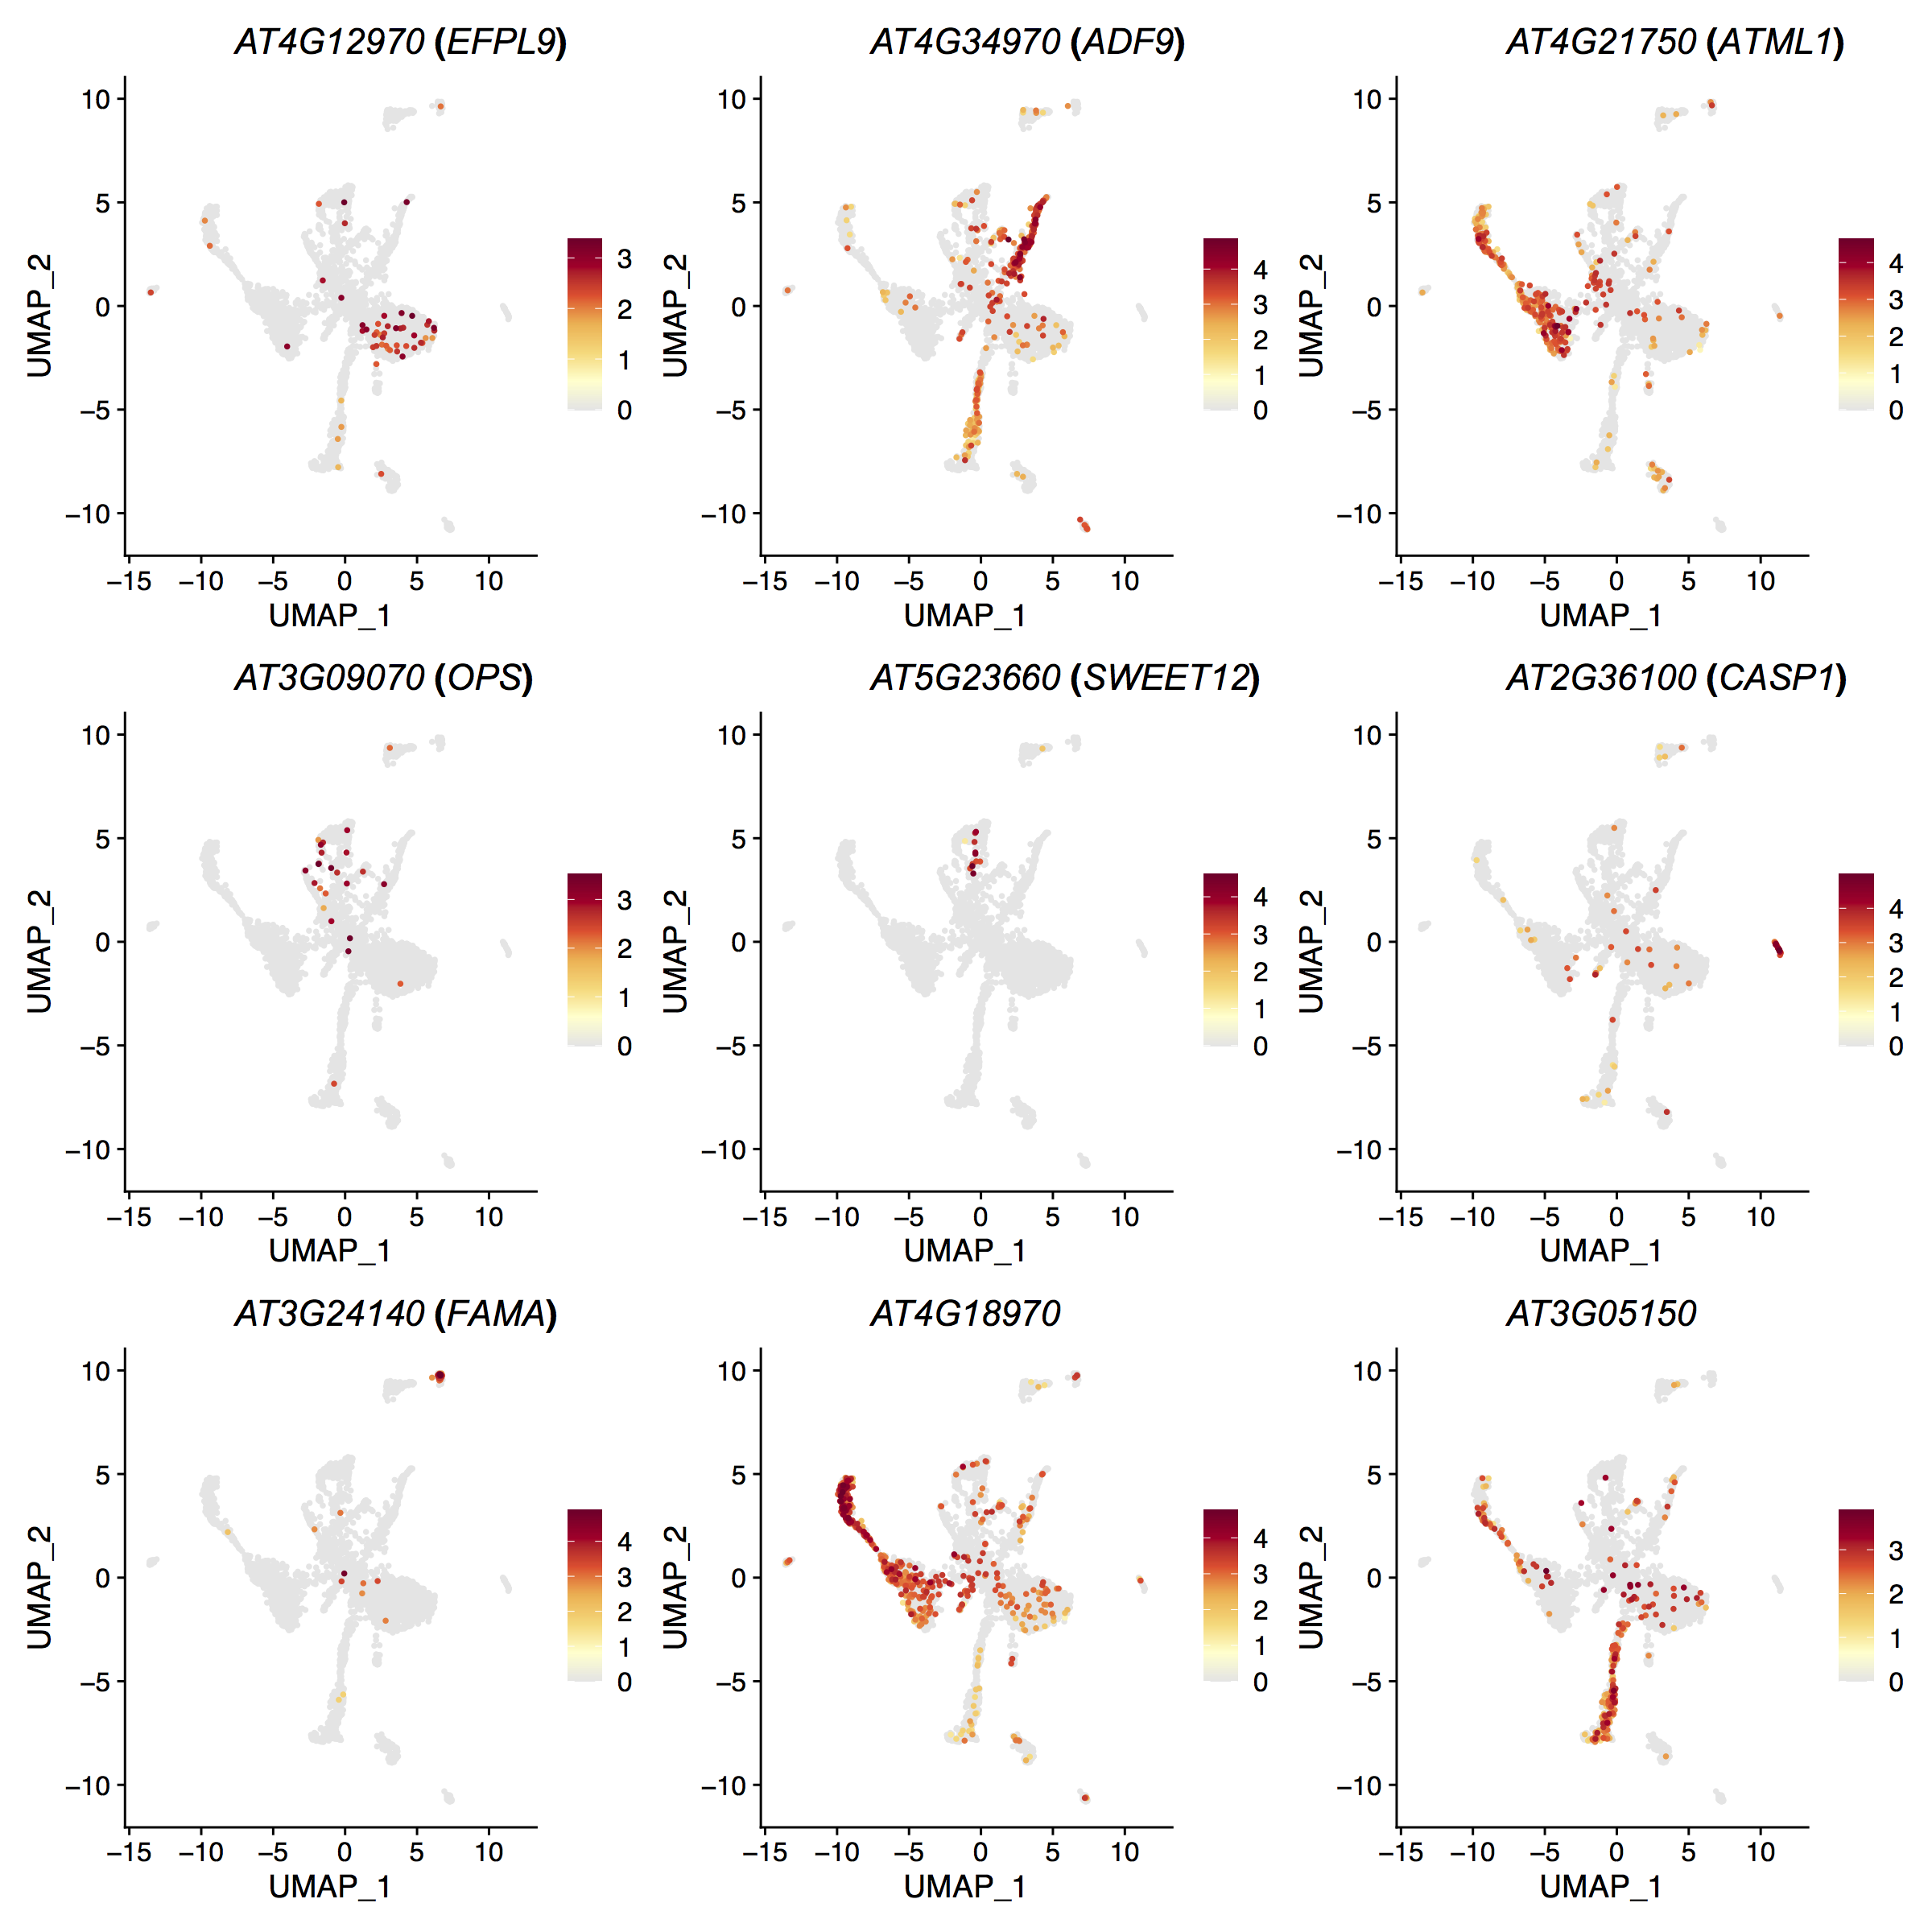 AT4G12970 (EFPL9)
10
5
0
−5
−10
UMAP_2
3
2
1
0
−15 −10 −5 0 5 10
UMAP_1
AT4G34970 (ADF9)
10
5
0
−5
−10
UMAP_2
4
3
2
1
0
−15 −10 −5 0 5 10
UMAP_1
AT4G21750 (ATML1)
10
5
0
−5
−10
UMAP_2
4
3
2
1
0
−15 −10 −5 0 5 10
UMAP_1
AT3G09070 (OPS)
10
5
0
−5
−10
UMAP_2
3
2
1
0
−15 −10 −5 0 5 10
UMAP_1
AT5G23660 (SWEET12)
10
5
0
−5
−10
UMAP_2
4
3
2
1
0
−15 −10 −5 0 5 10
UMAP_1
AT2G36100 (CASP1)
10
5
0
−5
−10
UMAP_2
4
3
2
1
0
−15 −10 −5 0 5 10
UMAP_1
AT3G24140 (FAMA)
10
5
0
−5
−10
UMAP_2
4
3
2
1
0
−15 −10 −5 0 5 10
UMAP_1
AT4G18970
10
5
0
−5
−10
UMAP_2
4
3
2
1
0
−15 −10 −5 0 5 10
UMAP_1
AT3G05150
10
5
0
−5
−10
UMAP_2
3
2
1
0
−15 −10 −5 0 5 10
UMAP_1